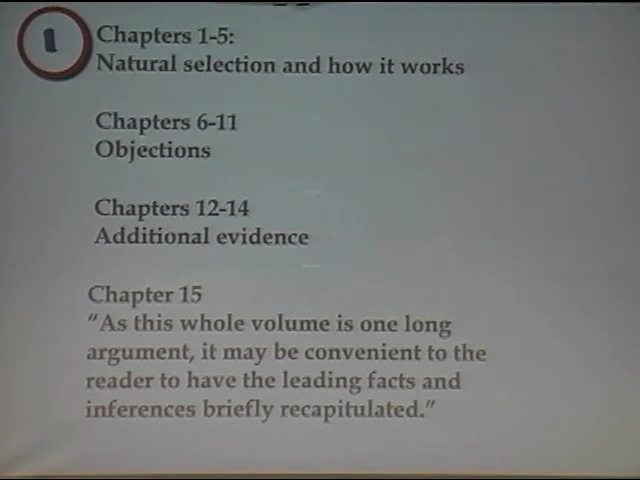 1
Chapters 1-5:
Natural selection and how it works
Chapters 6-11
Objections
Chapters 12-14
Additional evidence
Chapter 15
"As this whole volume is one long
argument, it may be convenient to the
reader to have the leading facts and
inferences briefly recapitulated."